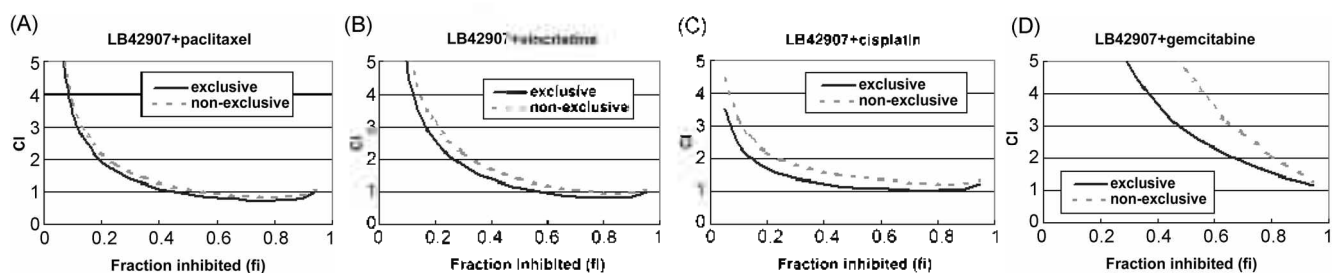 (A)
LB42907+paclitaxel
5
4
3
2
1
0
CI
exclusive
non-exclusive
0
0.2
0.4
0.6
0.8
1
Fraction inhibited (fi)
(B)
LB42907
5
4
3
2
1
0
CI
exclusive
non-exclusive
0
0.2
0.4
0.6
0.8
1
Fraction inhibited (fi)
(C)
LB42907+cisplatin
5
4
3
2
1
0
CI
exclusive
non-exclusive
0
0.2
0.4
0.6
0.8
1
Fraction inhibited (fi)
(D)
LB42907+gemcitabine
5
4
3
2
1
0
exclusive
non-exclusive
0
0.2
0.4
0.6
0.8
1
Fraction inhibited (fi)